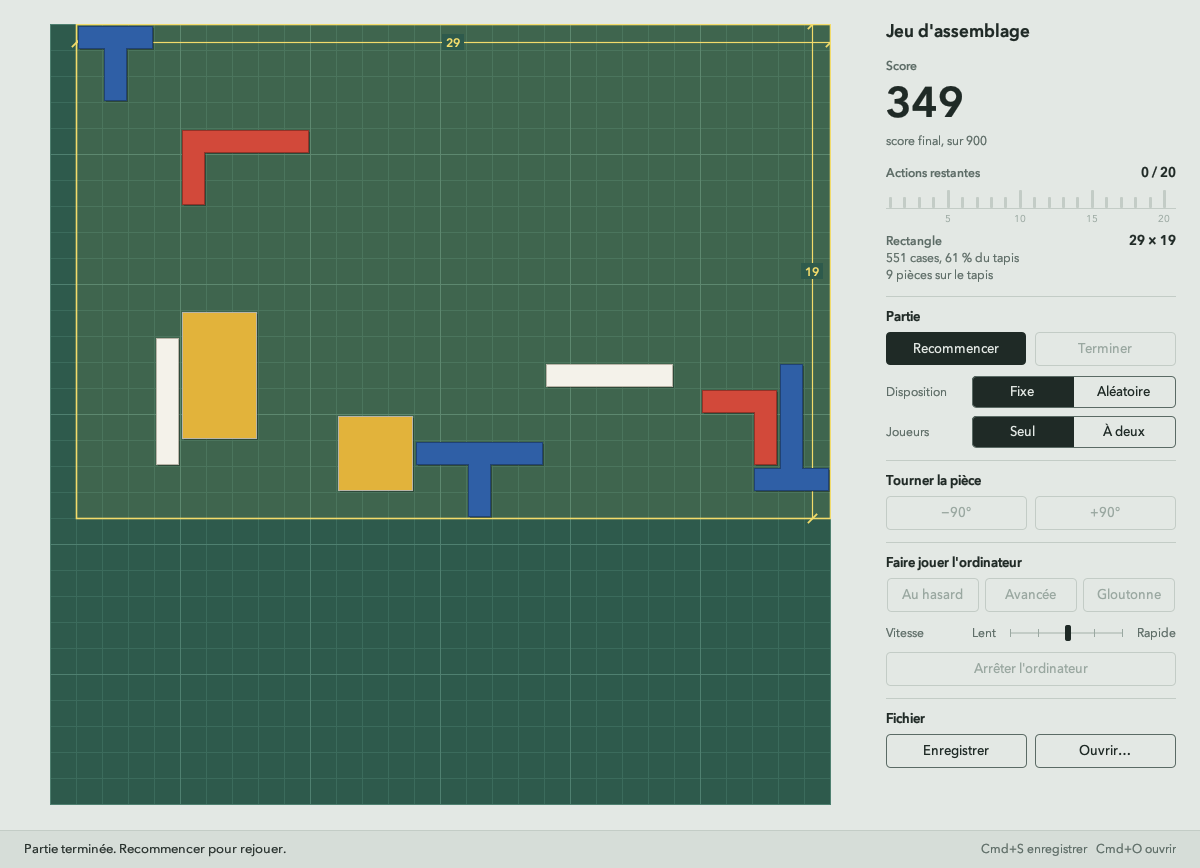 29
19
Jeu d'assemblage
Score
349
score final, sur 900
Actions restantes 0 / 20
5 10 15 20
Rectangle 29 × 19
551 cases, 61 % du tapis
9 pièces sur le tapis
Partie
Recommencer Terminer
Disposition Fixe Aléatoire
Joueurs Seul À deux
Tourner la pièce
−90° +90°
Faire jouer l'ordinateur
Au hasard Avancée Gloutonne
Vitesse Lent Rapide
Arrêter l'ordinateur
Fichier
Enregistrer Ouvrir…
Partie terminée. Recommencer pour rejouer. Cmd+S enregistrer Cmd+O ouvrir